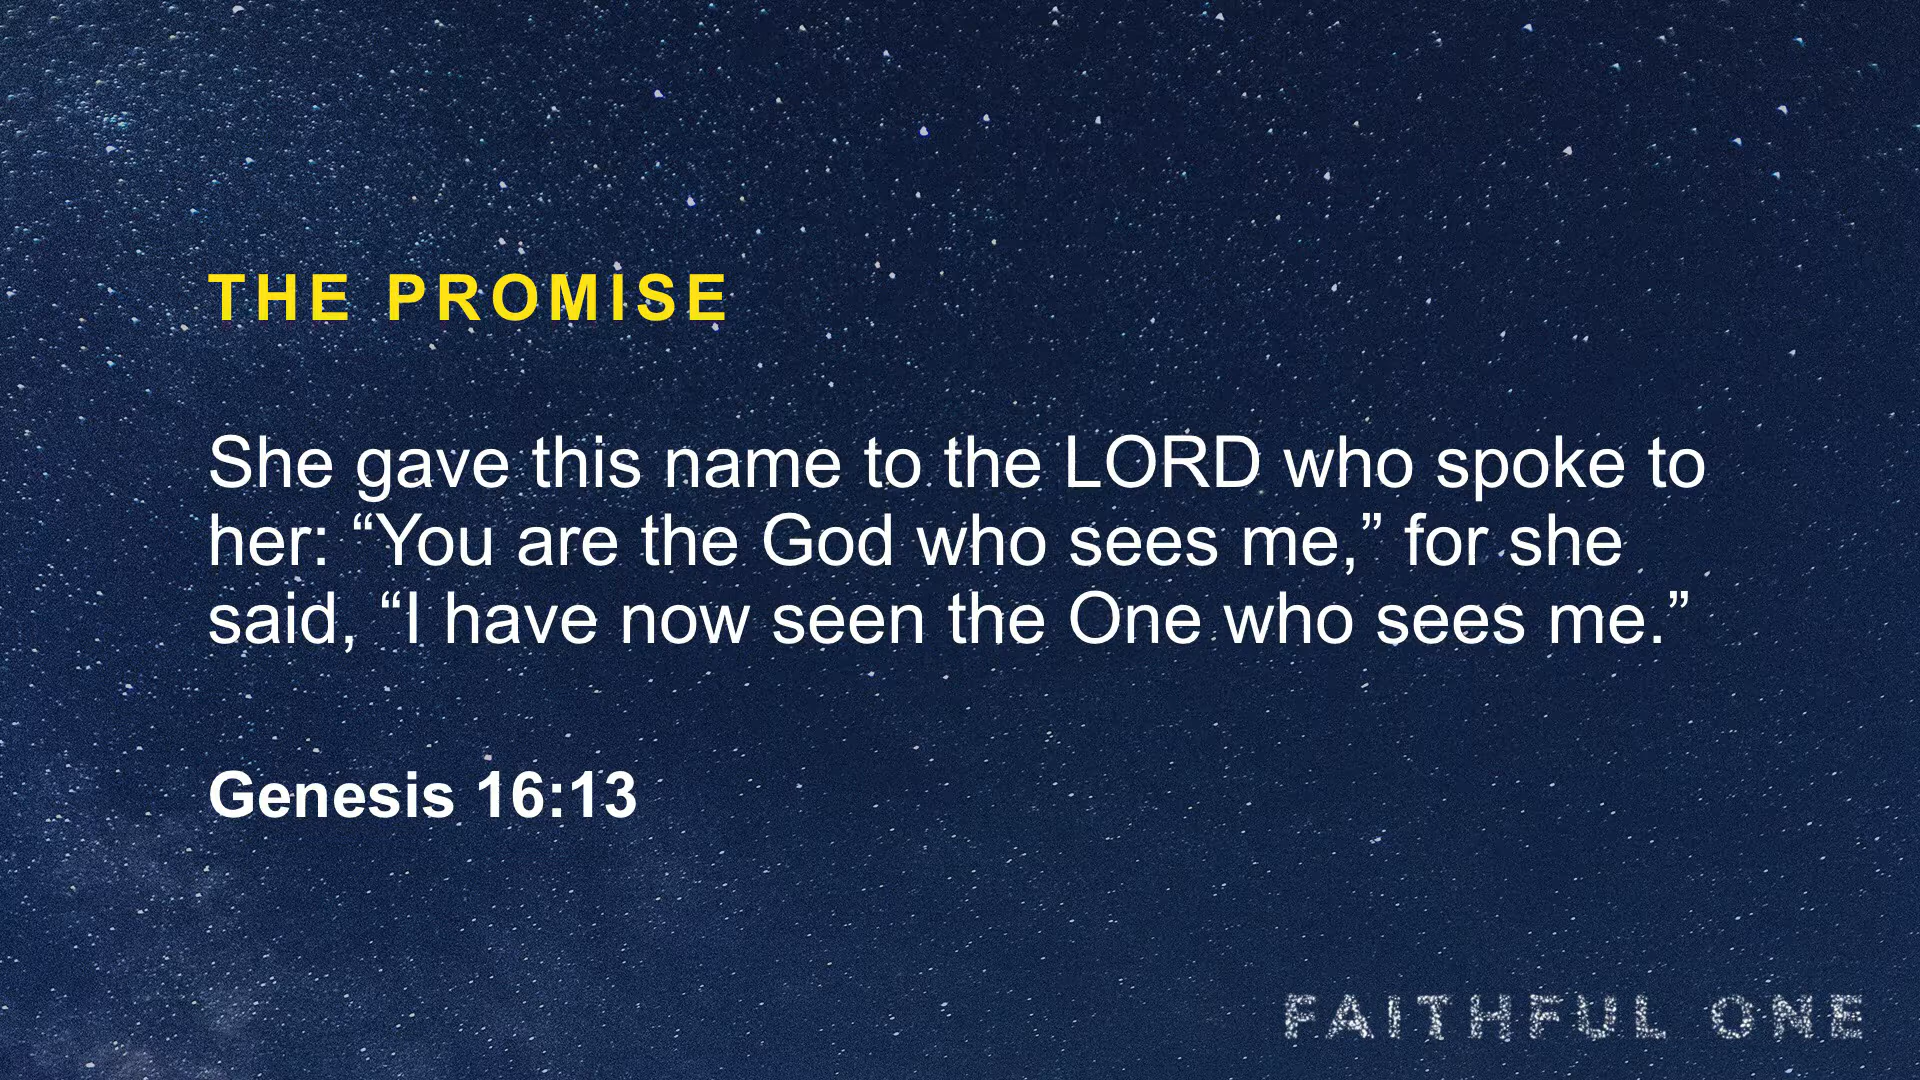 THE PROMISE
She gave this name to the LORD who spoke to
her: “You are the God who sees me,” for she
said, “I have now seen the One who sees me.”
Genesis 16:13
FAITHFUL ONE